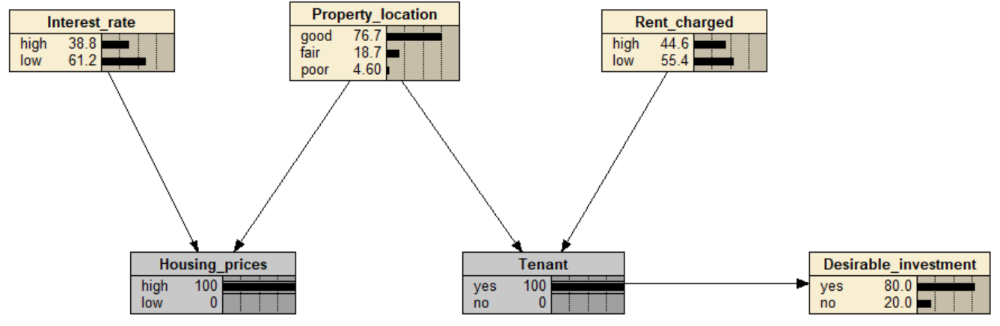 Interest_rate
high 38.8
low 61.2
Property_location
good 76.7
fair 18.7
poor 4.60
Rent_charged
high 44.6
low 55.4
Housing_prices
high 100
low 0
Tenant
yes 100
no 0
Desirable_investment
yes 80.0
no 20.0